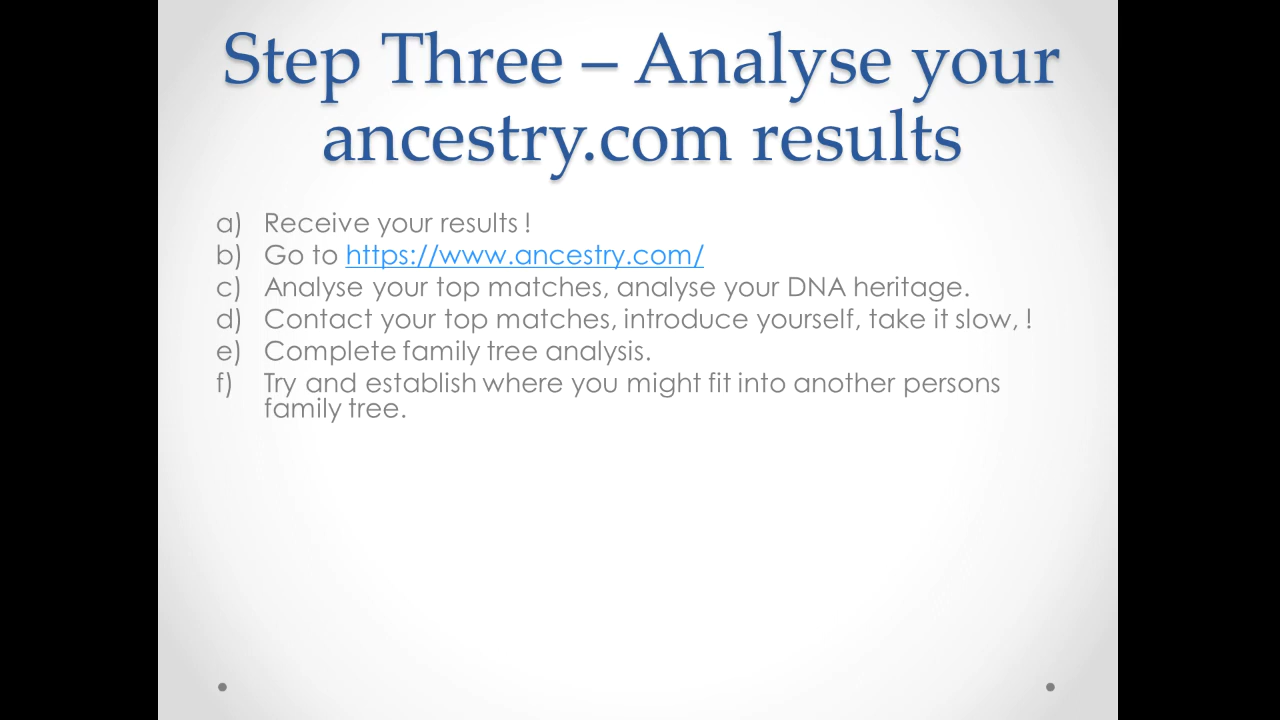 Step Three – Analyse your
ancestry.com results
a) Receive your results !
b) Go to https://www.ancestry.com/
c) Analyse your top matches, analyse your DNA heritage.
d) Contact your top matches, introduce yourself, take it slow, !
e) Complete family tree analysis.
f) Try and establish where you might fit into another persons
family tree.